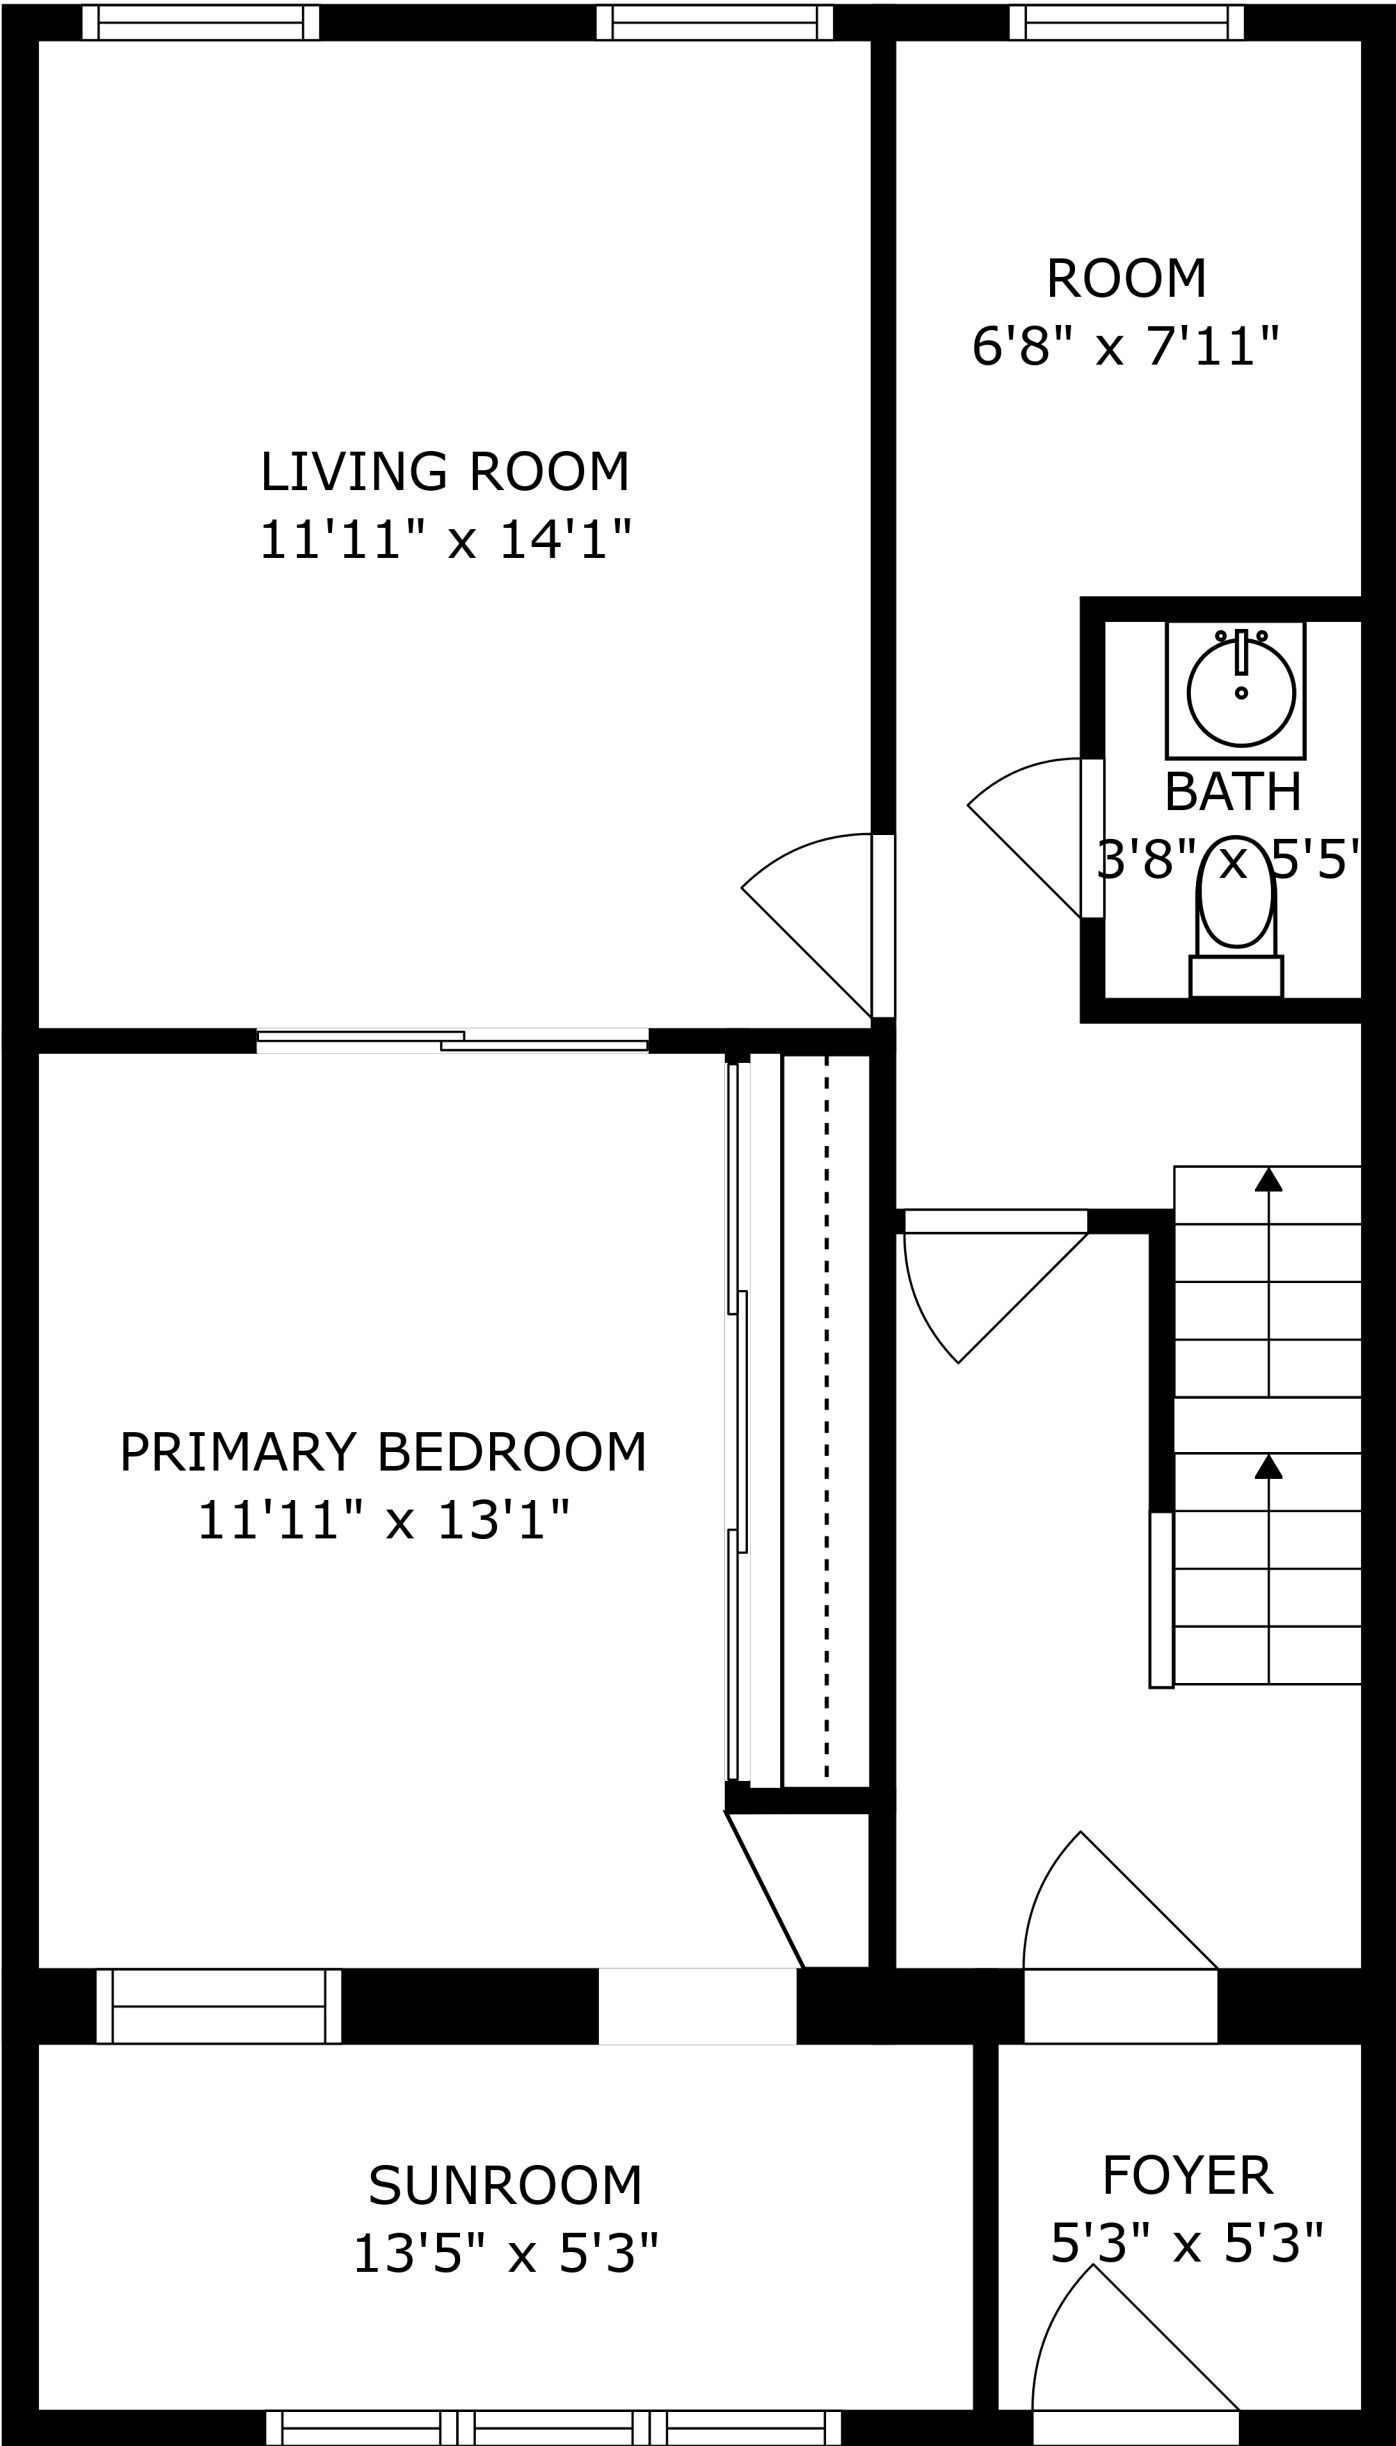 ROOM
6'8" x 7'11"
LIVING ROOM
11'11" x 14'1"
BATH
3'8" x 5'5"
PRIMARY BEDROOM
11'11" x 13'1"
SUNROOM
13'5" x 5'3"
FOYER
5'3" x 5'3"